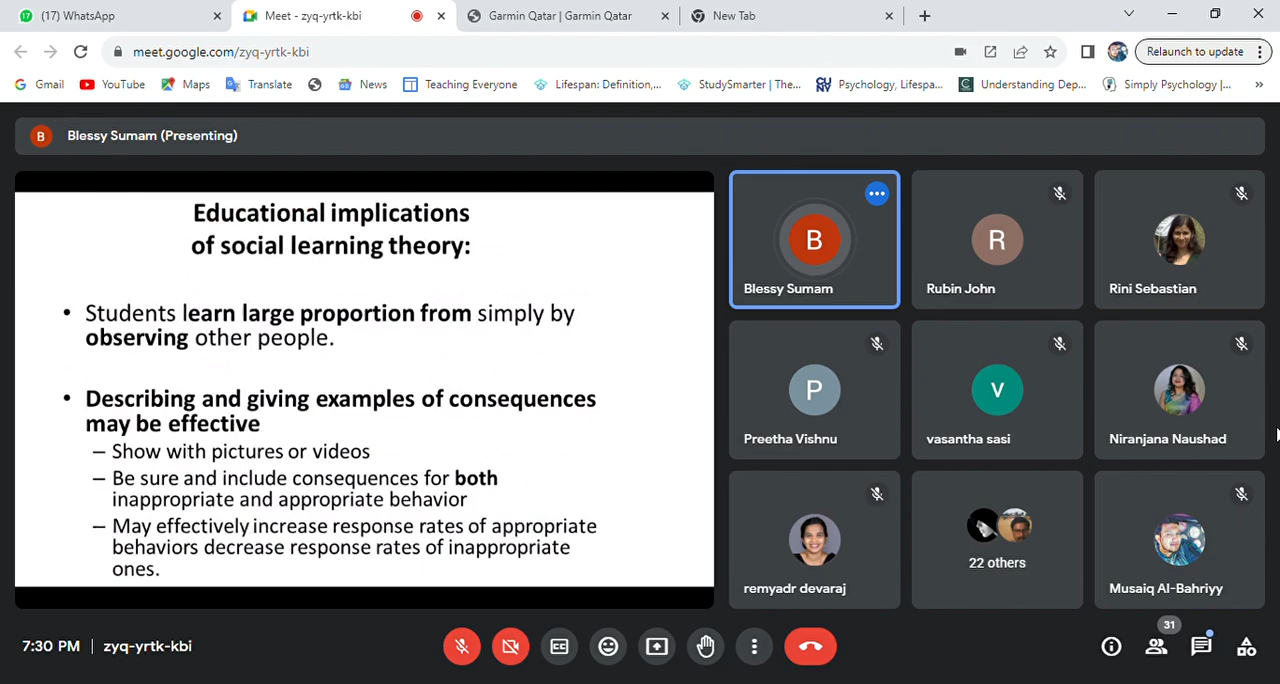 (17) WhatsApp
Meet - zyq-yrtk-kbi
Garmin Qatar | Garmin Qatar
New Tab
meet.google.com/zyq-yrtk-kbi
Relaunch to update
Gmail
YouTube
Maps
Translate
News
Teaching Everyone
Lifespan: Definition,...
StudySmarter | The...
Psychology, Lifespa...
Understanding Dep...
Simply Psychology |...
»
B
Blessy Sumam (Presenting)
Educational implications
of social learning theory:
• Students learn large proportion from simply by
observing other people.
• Describing and giving examples of consequences
may be effective
– Show with pictures or videos
– Be sure and include consequences for both
inappropriate and appropriate behavior
– May effectively increase response rates of appropriate
behaviors decrease response rates of inappropriate
ones.
B
Blessy Sumam
R
Rubin John
Rini Sebastian
P
Preetha Vishnu
v
vasantha sasi
Niranjana Naushad
remyadr devaraj
22 others
Musaiq Al-Bahriyy
7:30 PM | zyq-yrtk-kbi
31